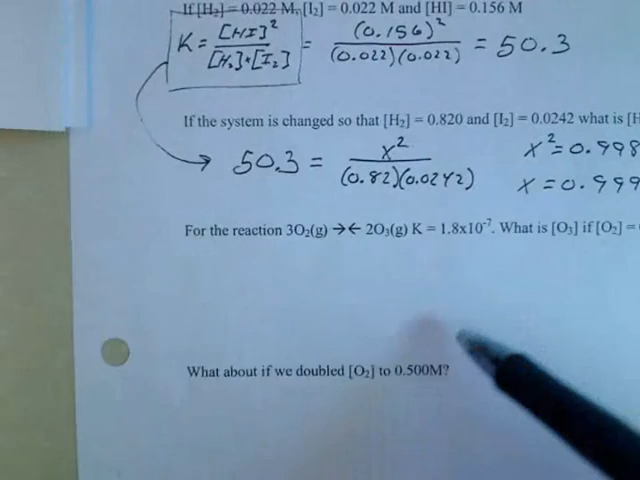 If [H₂] = 0.022 M, [I₂] = 0.022 M and [HI] = 0.156 M
K = [HI]² / [H₂]·[I₂] = (0.156)² / (0.022)(0.022) = 50.3
If the system is changed so that [H₂] = 0.820 and [I₂] = 0.0242 what is [H
50.3 = x² / (0.82)(0.0242)
x² = 0.998
x = 0.999
For the reaction 3O₂(g) →← 2O₃(g) K = 1.8x10⁻⁷. What is [O₃] if [O₂] =
What about if we doubled [O₂] to 0.500M?